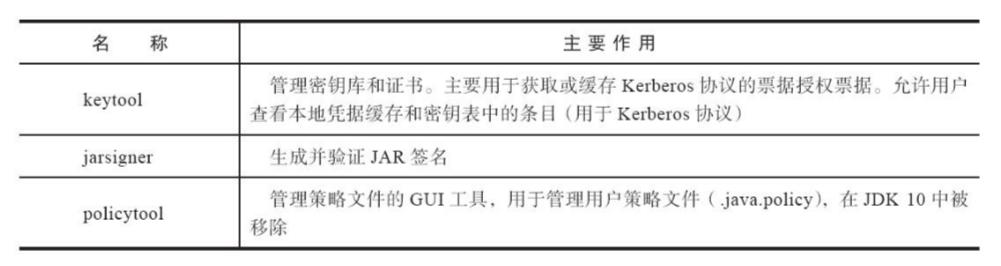 名 称 主要作用
管理密钥库和证书。主要用于获取或缓存 Kerberos 协议的票据授权票据。允许用户
keytool
查看本地凭据缓存和密钥表中的条目（用于 Kerberos 协议）
jarsigner 生成并验证 JAR 签名
管理策略文件的 GUI 工具，用于管理用户策略文件（.java.policy），在 JDK 10 中被
policytool
移除